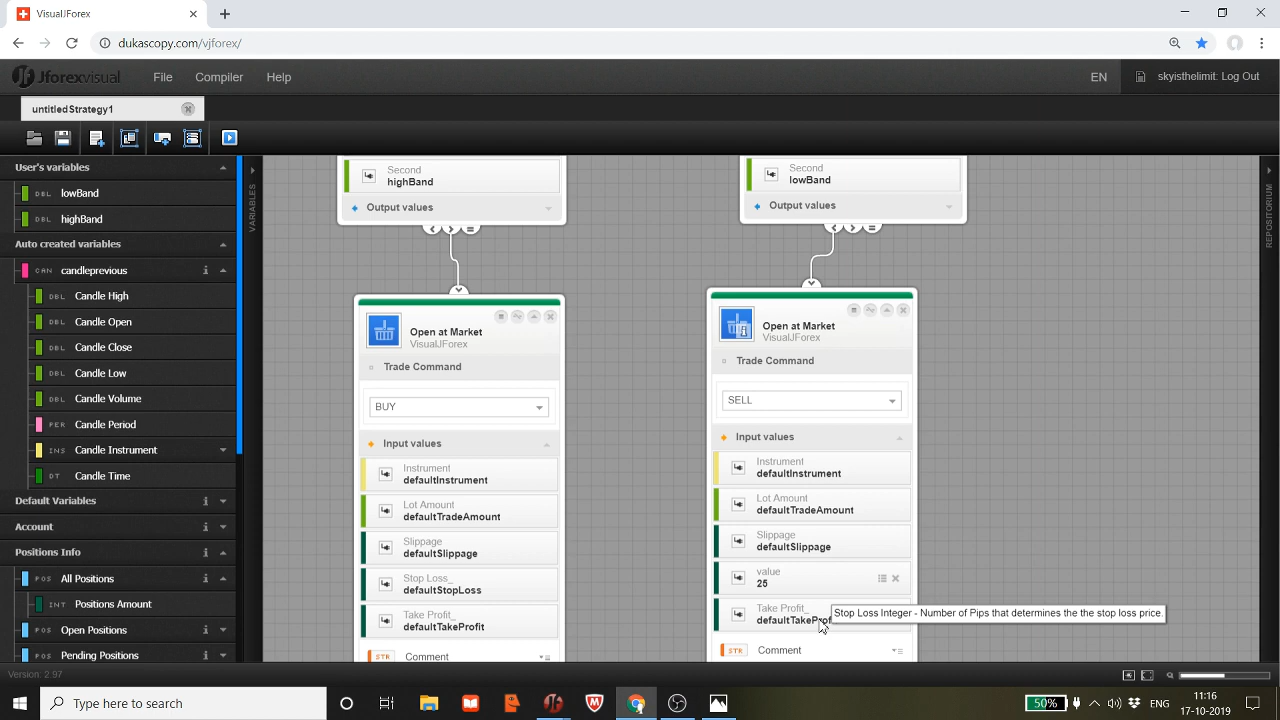 VisualJForex
dukascopy.com/vjforex/
Jforexvisual
File
Compiler
Help
EN
skyisthelimit: Log Out
untitledStrategy1
User's variables
DBL lowBand
DBL highBand
Auto created variables
CAN candleprevious
DBL Candle High
DBL Candle Open
DBL Candle Close
DBL Candle Low
DBL Candle Volume
PER Candle Period
INS Candle Instrument
DT Candle Time
Default Variables
Account
Positions Info
POS All Positions
INT Positions Amount
POS Open Positions
POS Pending Positions
VARIABLES
Second
highBand
Output values
Open at Market
VisualJForex
Trade Command
BUY
Input values
Instrument
defaultInstrument
Lot Amount
defaultTradeAmount
Slippage
defaultSlippage
Stop Loss_
defaultStopLoss
Take Profit_
defaultTakeProfit
STR Comment
Second
lowBand
Output values
Open at Market
VisualJForex
Trade Command
SELL
Input values
Instrument
defaultInstrument
Lot Amount
defaultTradeAmount
Slippage
defaultSlippage
value
25
Take Profit_
defaultTakeProf
Stop Loss Integer - Number of Pips that determines the the stop loss price.
STR Comment
REPOSITORIUM
Version: 2.97
Type here to search
50%
ENG
11:16
17-10-2019